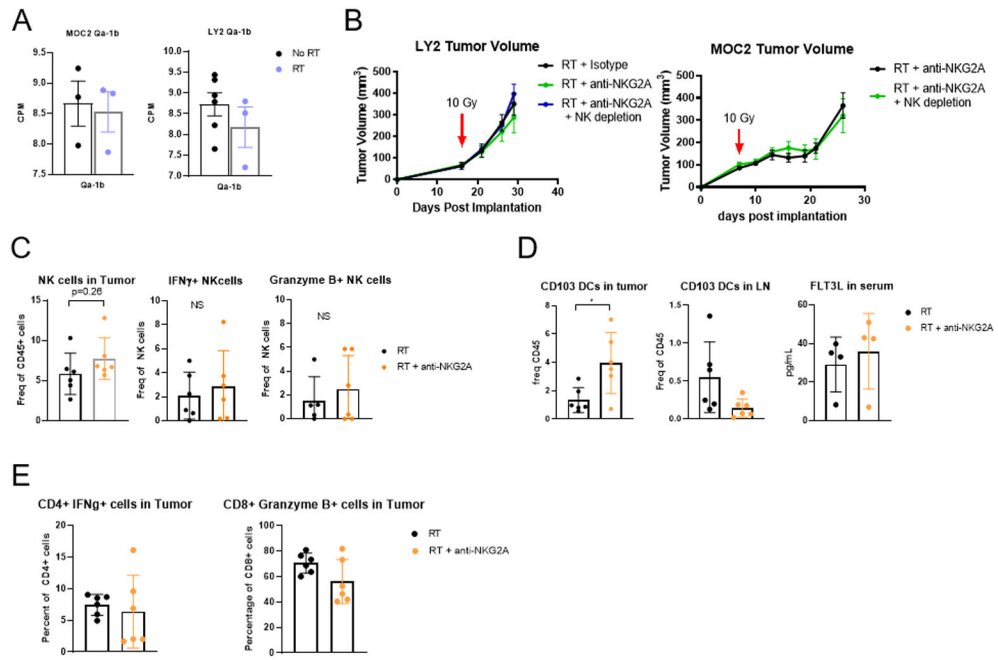 A
MOC2 Qa-1b
CPM
9.5
9.0
8.5
8.0
7.5
Qa-1b
LY2 Qa-1b
CPM
10.0
9.5
9.0
8.5
8.0
7.5
7.0
Qa-1b
No RT
RT
B
LY2 Tumor Volume
Tumor Volume (mm³)
500
400
300
200
100
0
10 Gy
0 10 20 30 40
Days Post Implantation
RT + Isotype
RT + anti-NKG2A
RT + anti-NKG2A
+ NK depletion
MOC2 Tumor Volume
Tumor Volume (mm³)
500
400
300
200
100
0
10 Gy
0 10 20 30
days post implantation
RT + anti-NKG2A
RT + anti-NKG2A
+ NK depletion
C
NK cells in Tumor
p=0.26
Freq of CD45+ cells
15
10
5
0
IFNγ+ NKcells
NS
Freq of NK cells
10
8
6
4
2
0
Granzyme B+ NK cells
NS
Freq of NK cells
10
8
6
4
2
0
RT
RT + anti-NKG2A
D
CD103 DCs in tumor
*
freq CD45
8
6
4
2
0
CD103 DCs in LN
Freq of CD45
1.5
1.0
0.5
0.0
FLT3L in serum
pg/mL
60
40
20
0
RT
RT + anti-NKG2A
E
CD4+ IFNg+ cells in Tumor
Percent of CD4+ cells
20
15
10
5
0
CD8+ Granzyme B+ cells in Tumor
Percentage of CD8+ cells
100
80
60
40
20
0
RT
RT + anti-NKG2A